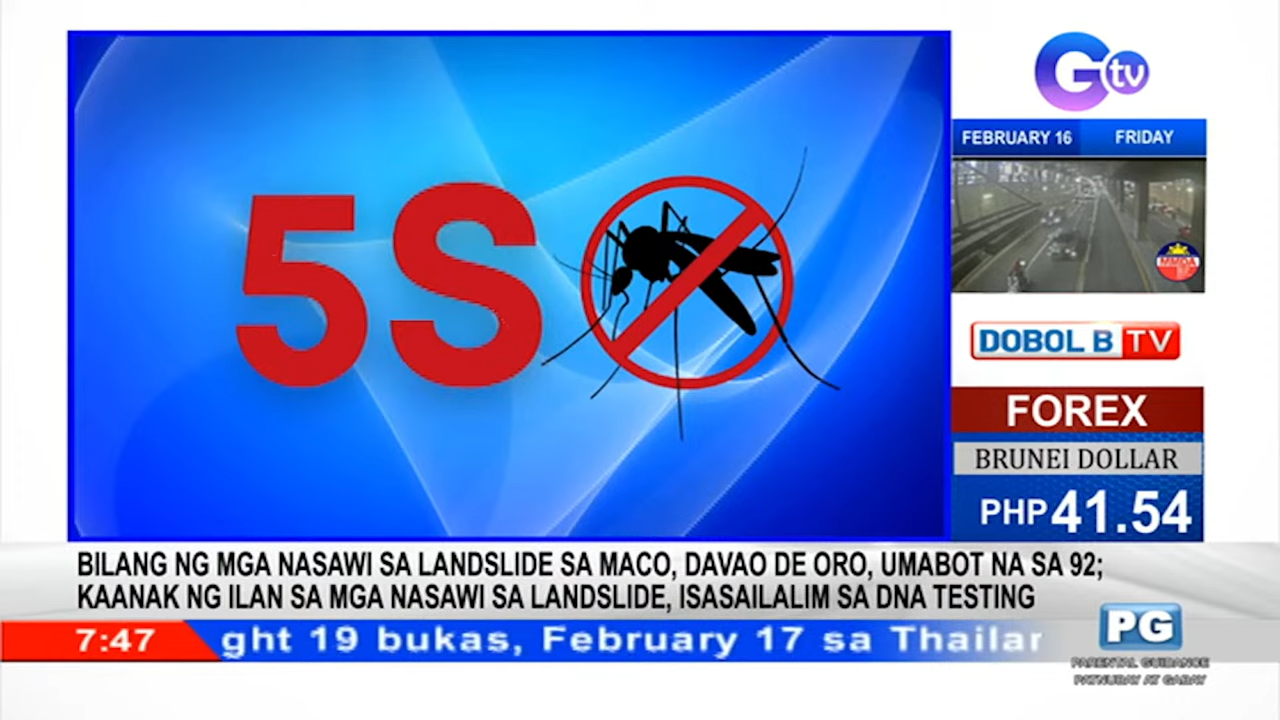 5S
Gtv
FEBRUARY 16 FRIDAY
MMDA
DOBOL B TV
FOREX
BRUNEI DOLLAR
PHP 41.54
BILANG NG MGA NASAWI SA LANDSLIDE SA MACO, DAVAO DE ORO, UMABOT NA SA 92;
KAANAK NG ILAN SA MGA NASAWI SA LANDSLIDE, ISASAILALIM SA DNA TESTING
7:47 ght 19 bukas, February 17 sa Thailan
PG
PARENTAL GUIDANCE
PATNUBAY AT GABAY